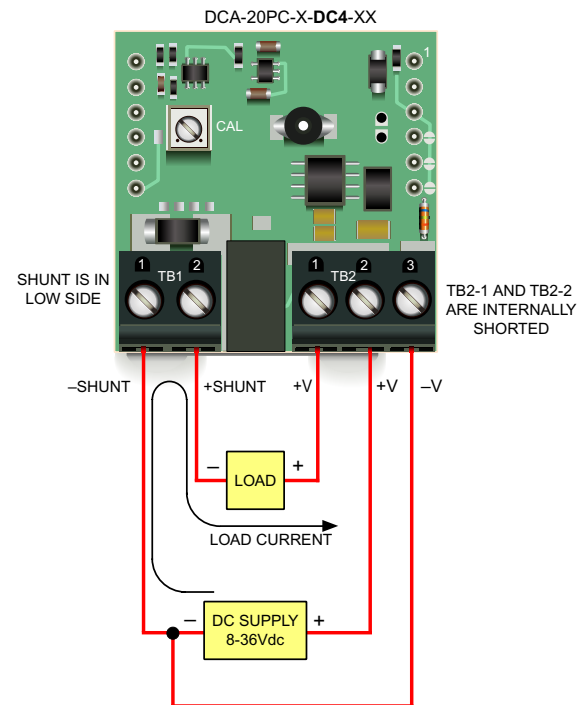 DCA-20PC-X-DC4-XX
1
CAL
1
2
TB1
1
2
3
TB2
SHUNT IS IN
LOW SIDE
TB2-1 AND TB2-2
ARE INTERNALLY
SHORTED
–SHUNT
+SHUNT
+V
+V
–V
–
LOAD
+
LOAD CURRENT
–
DC SUPPLY
8-36Vdc
+